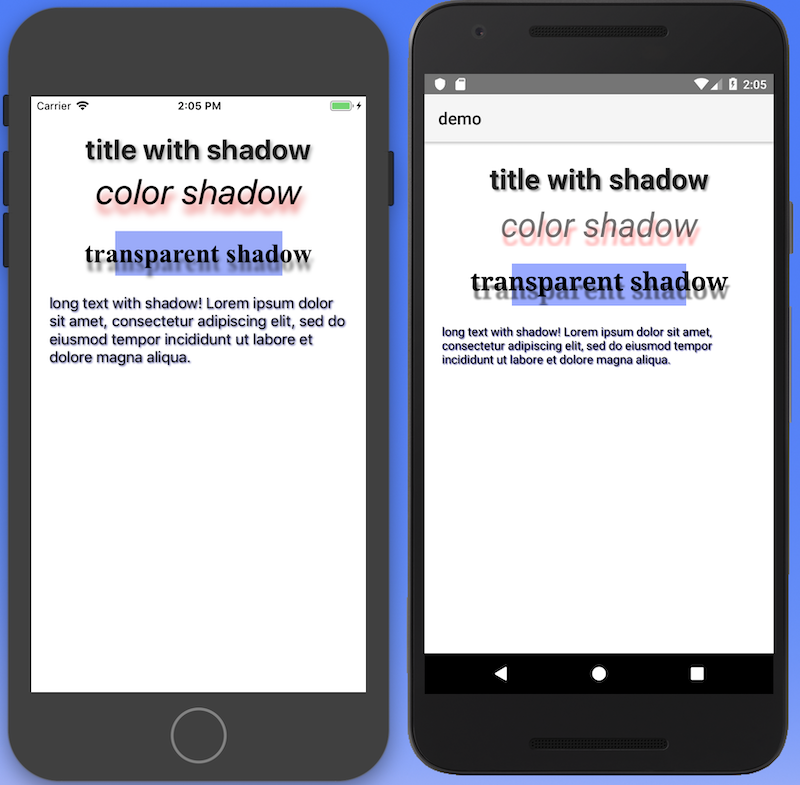 Carrier 2:05 PM
title with shadow
color shadow
transparent shadow
long text with shadow! Lorem ipsum dolor
sit amet, consectetur adipiscing elit, sed do
eiusmod tempor incididunt ut labore et
dolore magna aliqua.
2:05
demo
title with shadow
color shadow
transparent shadow
long text with shadow! Lorem ipsum dolor sit amet,
consectetur adipiscing elit, sed do eiusmod tempor
incididunt ut labore et dolore magna aliqua.